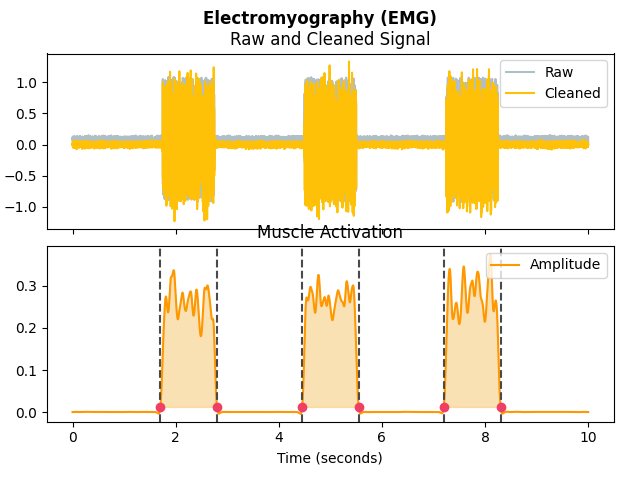 Electromyography (EMG)
Raw and Cleaned Signal
Raw
Cleaned
1.0
0.5
0.0
−0.5
−1.0
Muscle Activation
Amplitude
0.3
0.2
0.1
0.0
0 2 4 6 8 10
Time (seconds)